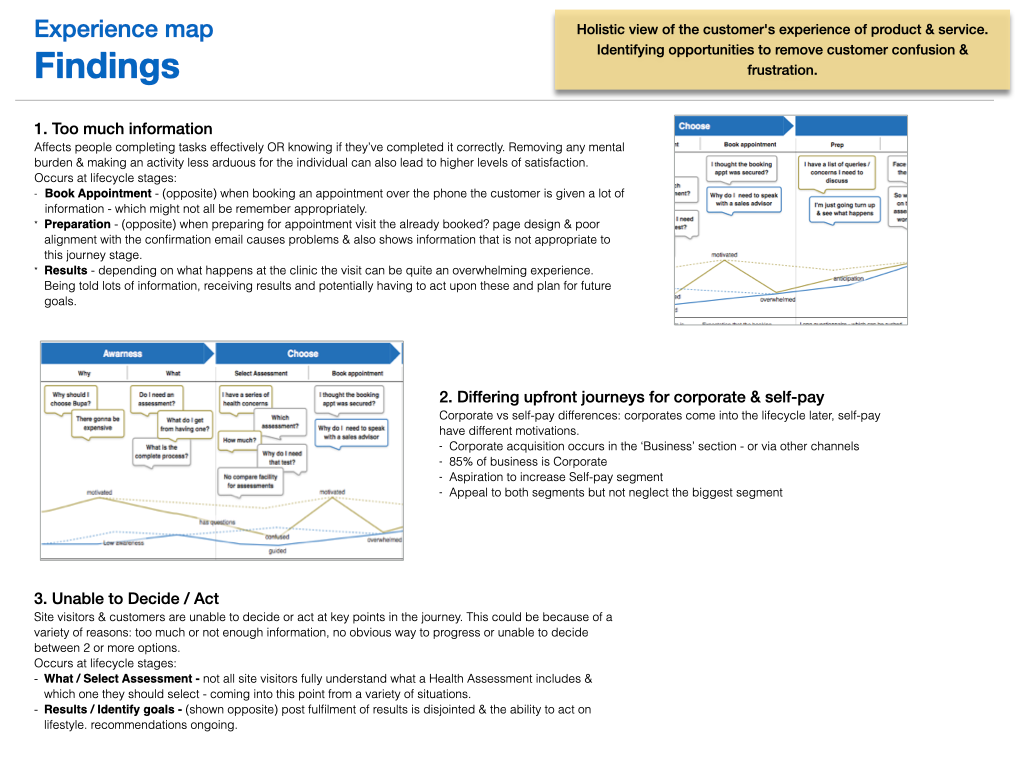 Experience map
Findings
Holistic view of the customer's experience of product & service.
Identifying opportunities to remove customer confusion &
frustration.
1. Too much information
Affects people completing tasks effectively OR knowing if they've completed it correctly. Removing any mental
burden & making an activity less arduous for the individual can also lead to higher levels of satisfaction.
Occurs at lifecycle stages:
- Book Appointment - (opposite) when booking an appointment over the phone the customer is given a lot of
information - which might not all be remember appropriately.
* Preparation - (opposite) when preparing for appointment visit the already booked? page design & poor
alignment with the confirmation email causes problems & also shows information that is not appropriate to
this journey stage.
* Results - depending on what happens at the clinic the visit can be quite an overwhelming experience.
Being told lots of information, receiving results and potentially having to act upon these and plan for future
goals.
Choose
Book appointment
Prep
I thought the booking
appt was secured?
Why do I need to speak
with a sales advisor
I have a list of queries /
concerns I need to
discuss
I'm just going turn up
& see what happens
Face
the
So w
on t
asse
wor
I need
motivated
overwhelmed
anticipation
Awarness
Choose
Why
What
Select Assessment
Book appointment
Why should I
choose Bupa?
There gonna be
expensive
Do I need an
assessment?
What do I get
from having one?
What is the
complete process?
I have a series of
health concerns
Which
assessment?
How much?
Why do I need
that test?
No compare facility
for assessments
I thought the booking
appt was secured?
Why do I need to speak
with a sales advisor
motivated
has questions
Low awareness
confused
guided
motivated
overwhelmed
2. Differing upfront journeys for corporate & self-pay
Corporate vs self-pay differences: corporates come into the lifecycle later, self-pay
have different motivations.
- Corporate acquisition occurs in the 'Business' section - or via other channels
- 85% of business is Corporate
- Aspiration to increase Self-pay segment
- Appeal to both segments but not neglect the biggest segment
3. Unable to Decide / Act
Site visitors & customers are unable to decide or act at key points in the journey. This could be because of a
variety of reasons: too much or not enough information, no obvious way to progress or unable to decide
between 2 or more options.
Occurs at lifecycle stages:
- What / Select Assessment - not all site visitors fully understand what a Health Assessment includes &
which one they should select - coming into this point from a variety of situations.
- Results / Identify goals - (shown opposite) post fulfilment of results is disjointed & the ability to act on
lifestyle. recommendations ongoing.